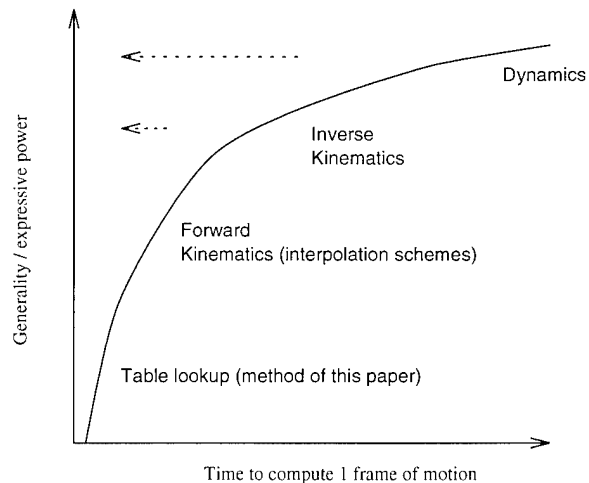 Dynamics
Inverse
Kinematics
Forward
Kinematics (interpolation schemes)
Table lookup (method of this paper)
Generality / expressive power
Time to compute 1 frame of motion